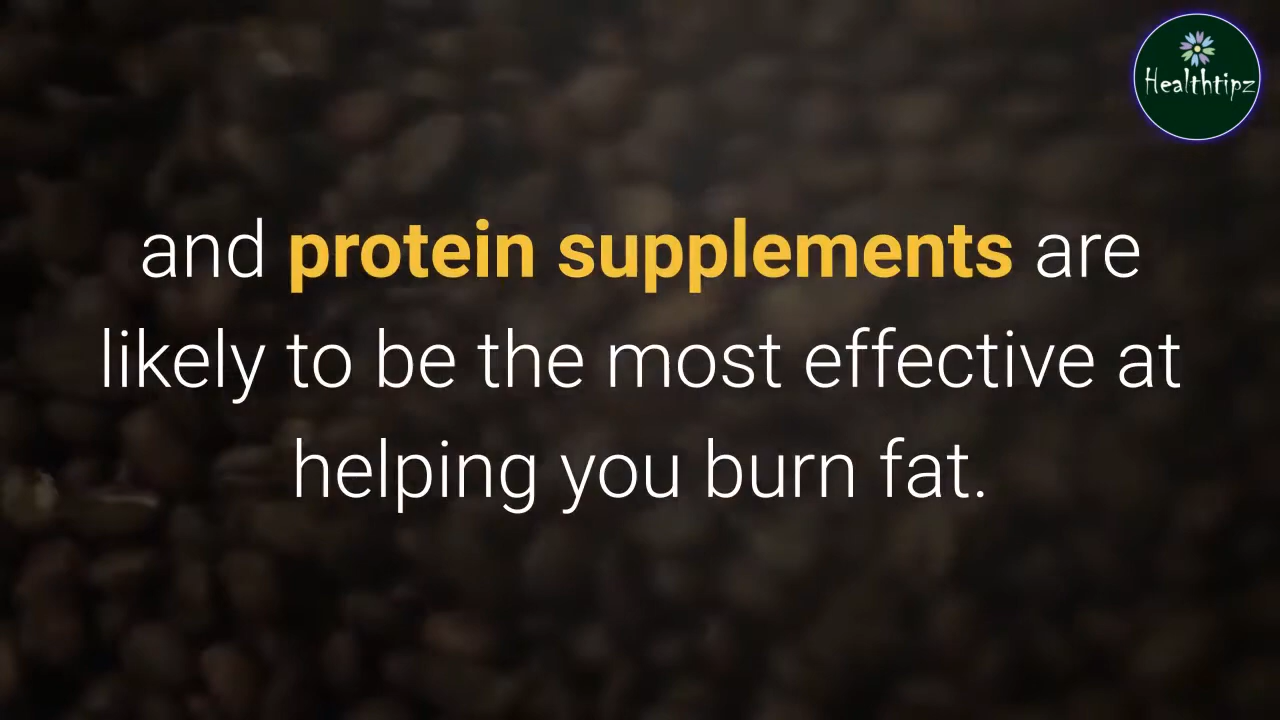 Healthtipz
and protein supplements are
likely to be the most effective at
helping you burn fat.